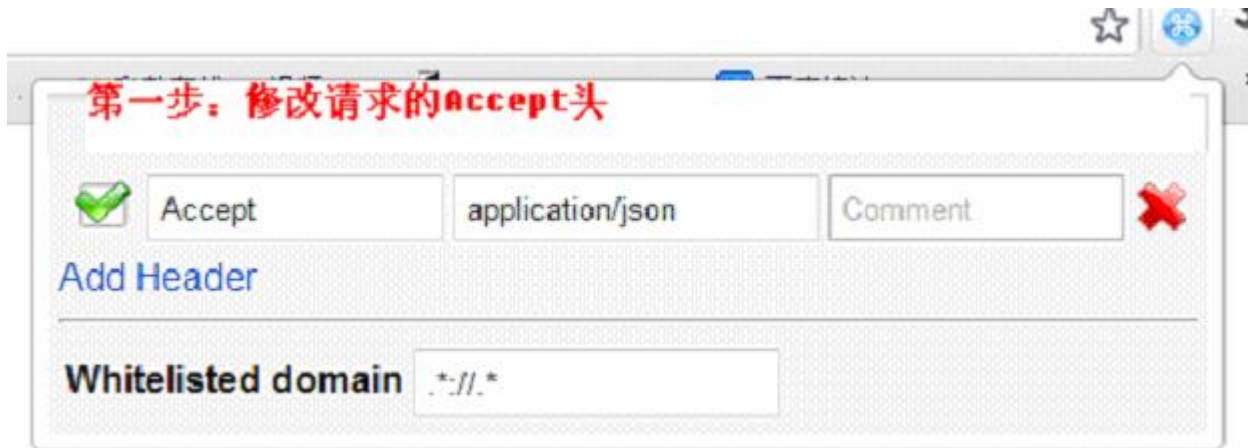 第一步：修改请求的Accept头
Accept
application/json
Comment
Add Header
Whitelisted domain
.*://.*